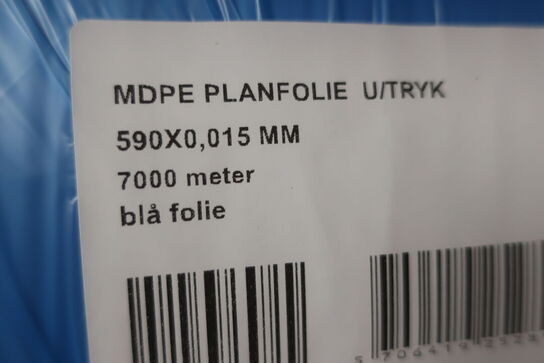 MDPE PLANFOLIE U/TRYK
590X0,015 MM
7000 meter
blå folie